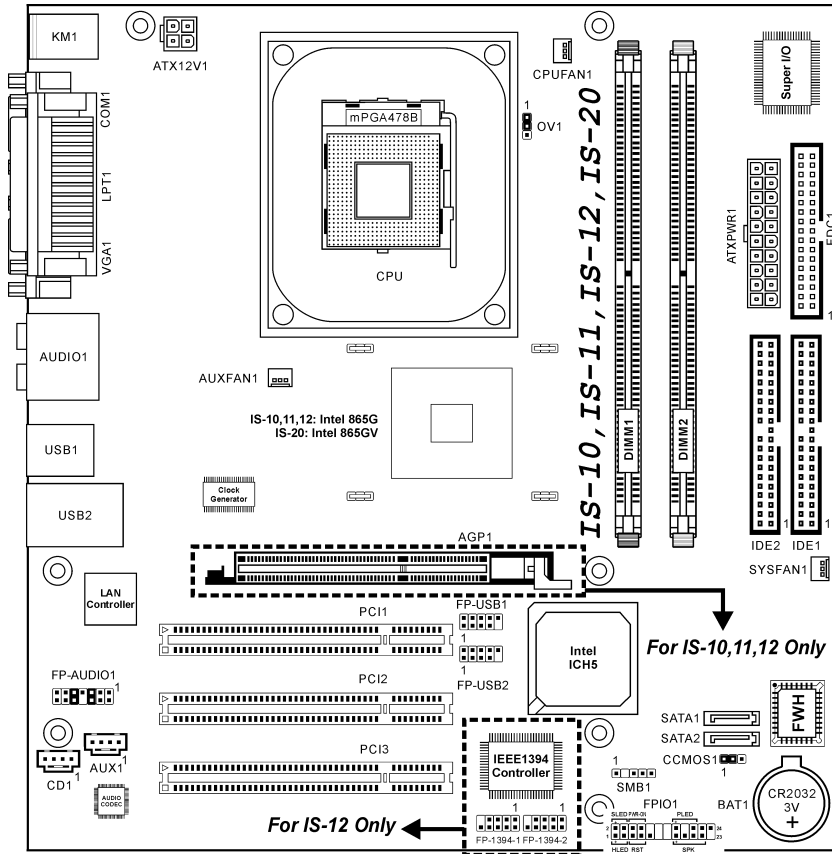 KM1
ATX12V1
CPUFAN1
Super I/O
COM1
mPGA478B
1
OV1
LPT1
VGA1
CPU
IS-10,IS-11,IS-12,IS-20
ATXPWR1
FDC1
1
AUDIO1
AUXFAN1
IS-10,11,12: Intel 865G
IS-20: Intel 865GV
DIMM1
DIMM2
USB1
Clock
Generator
USB2
1
1
IDE2
IDE1
AGP1
SYSFAN1
LAN
Controller
PCI1
FP-USB1
1
Intel
ICH5
For IS-10,11,12 Only
1
FP-USB2
FP-AUDIO1
1
PCI2
SATA1
SATA2
FWH
CCMOS1
1
PCI3
IEEE1394
Controller
1
SMB1
AUX1
1
CD1
1
AUDIO
CODEC
BAT1
CR2032
3V
+
For IS-12 Only
1
1
FP-1394-1
FP-1394-2
FPIO1
SLED
PWR-ON
PLED
2
24
1
23
HLED
RST
SPK